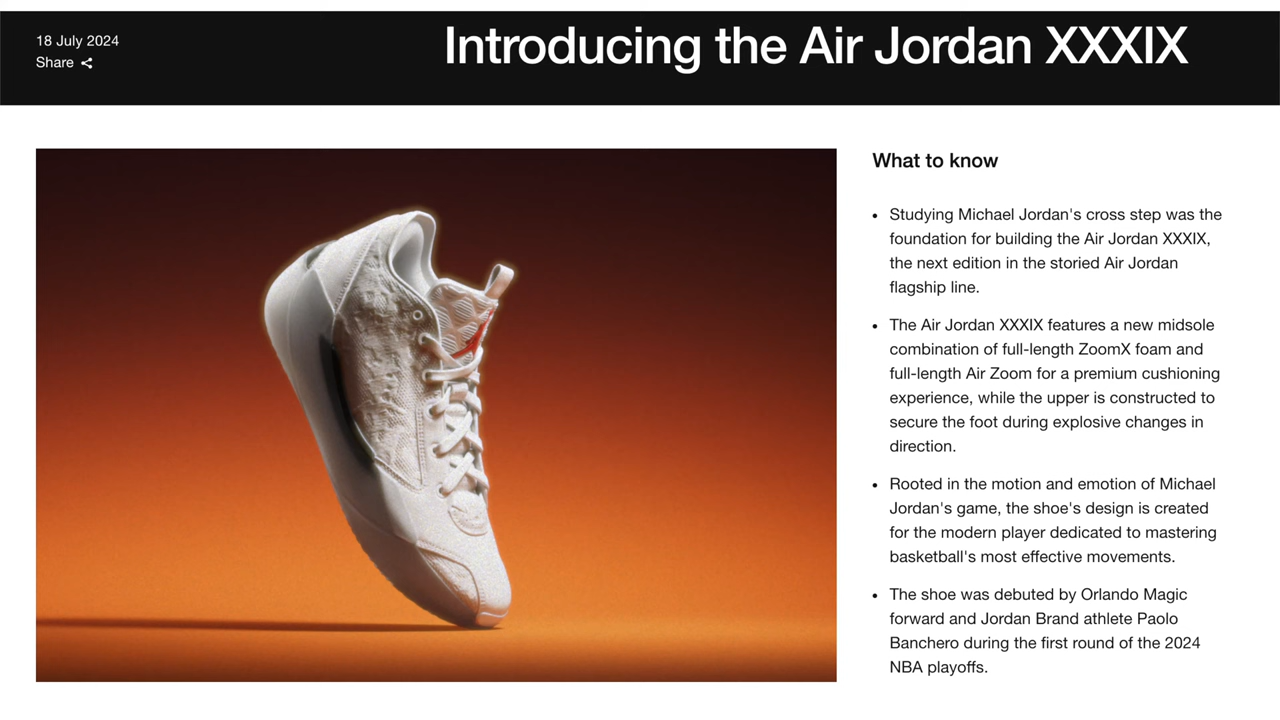 18 July 2024
Share
Introducing the Air Jordan XXXIX
What to know
• Studying Michael Jordan's cross step was the
foundation for building the Air Jordan XXXIX,
the next edition in the storied Air Jordan
flagship line.
• The Air Jordan XXXIX features a new midsole
combination of full-length ZoomX foam and
full-length Air Zoom for a premium cushioning
experience, while the upper is constructed to
secure the foot during explosive changes in
direction.
• Rooted in the motion and emotion of Michael
Jordan's game, the shoe's design is created
for the modern player dedicated to mastering
basketball's most effective movements.
• The shoe was debuted by Orlando Magic
forward and Jordan Brand athlete Paolo
Banchero during the first round of the 2024
NBA playoffs.